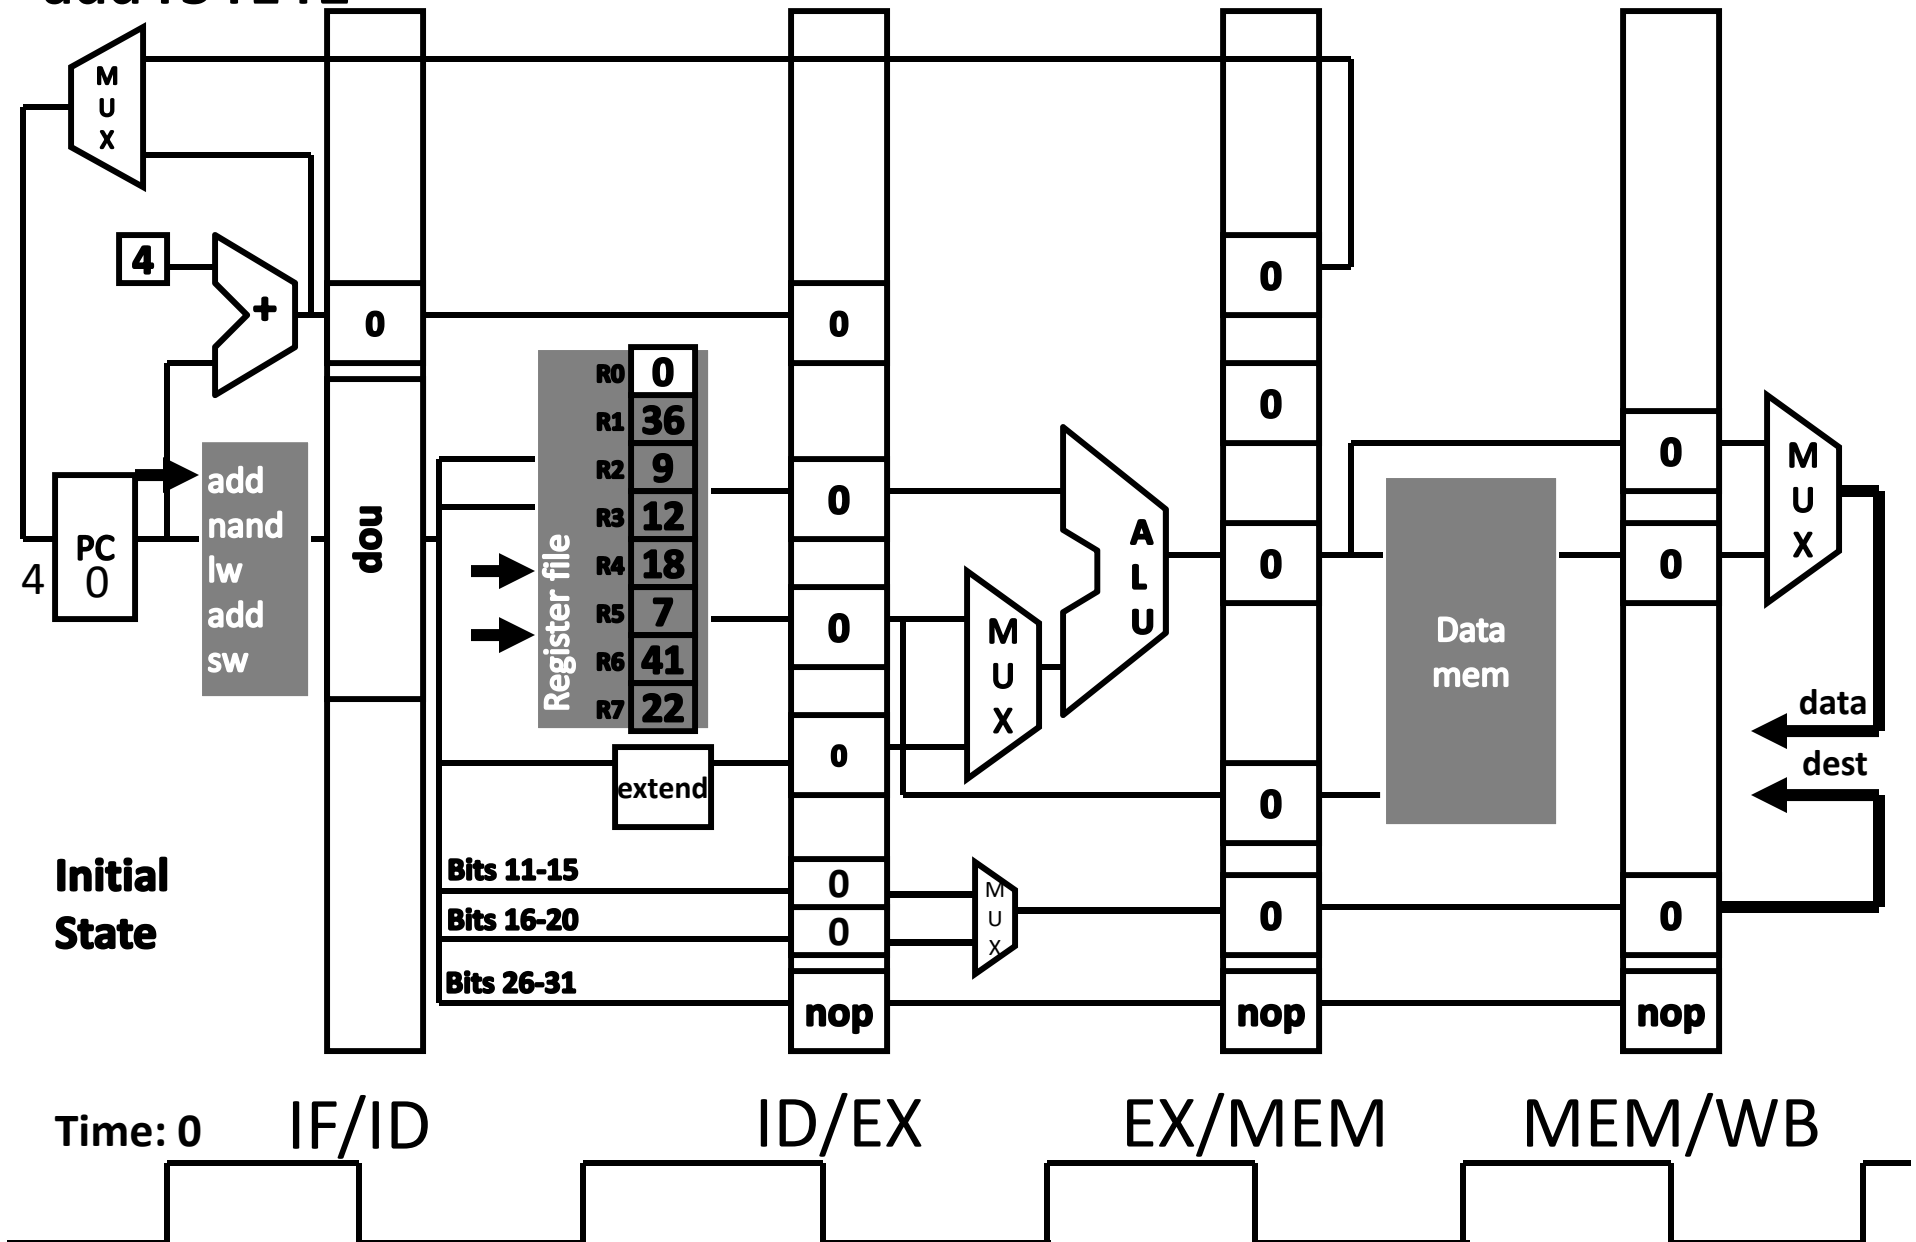 M
U
X
4
+
0
0
0
0
PC
0
4
add
nand
lw
add
sw
nop
Register file
R0 0
R1 36
R2 9
R3 12
R4 18
R5 7
R6 41
R7 22
extend
0
0
0
M
U
X
A
L
U
0
0
Data
mem
0
0
M
U
X
data
dest
Initial
State
Bits 11-15
Bits 16-20
Bits 26-31
0
0
M
U
X
0
0
nop
nop
nop
Time: 0
IF/ID
ID/EX
EX/MEM
MEM/WB